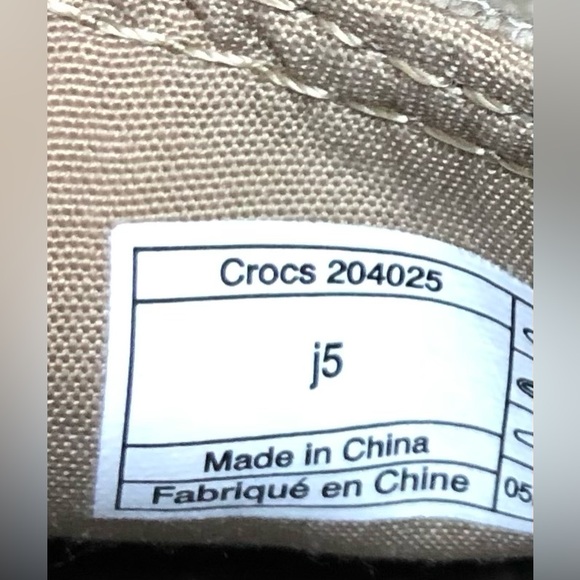 Crocs 204025
j5
Made in China
Fabriqué en Chine
05